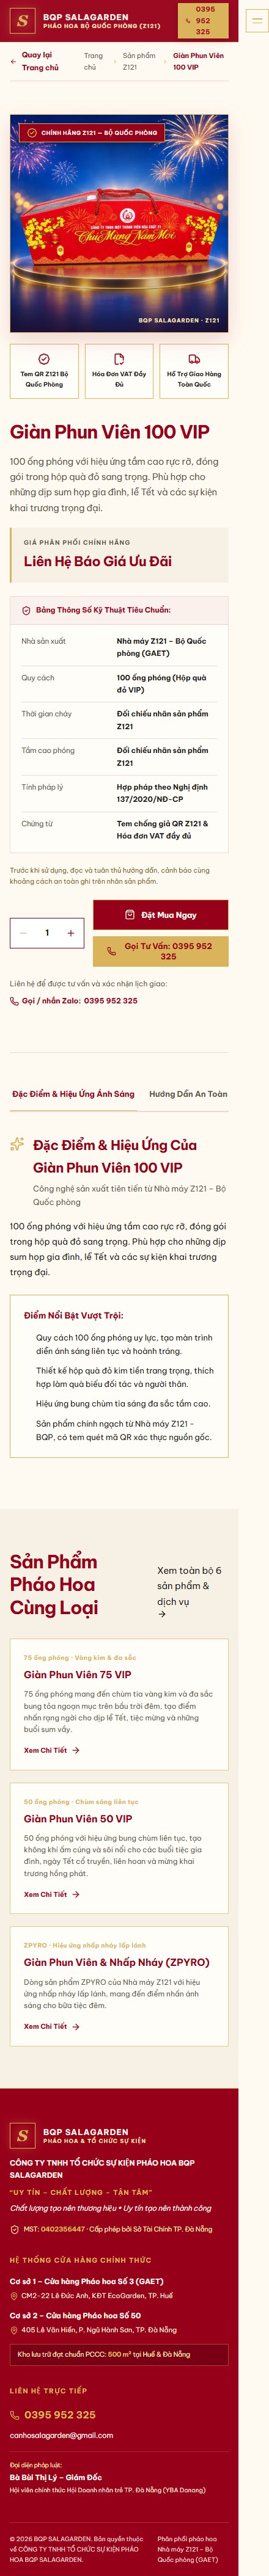 S
BQP SALAGARDEN
PHÁO HOA BỘ QUỐC PHÒNG (Z121)
0395
952
325
Quay lại
Trang chủ
Trang
chủ
Sản phẩm
Z121
Giàn Phun Viên
100 VIP
CHÍNH HÃNG Z121 — BỘ QUỐC PHÒNG
Chúc Mừng Năm Mới
BQP SALAGARDEN · Z121
Tem QR Z121 Bộ
Quốc Phòng
Hóa Đơn VAT Đầy
Đủ
Hỗ Trợ Giao Hàng
Toàn Quốc
Giàn Phun Viên 100 VIP
100 ống phóng với hiệu ứng tầm cao rực rỡ, đóng
gói trong hộp quà đỏ sang trọng. Phù hợp cho
những dịp sum họp gia đình, lễ Tết và các sự kiện
khai trương trọng đại.
GIÁ PHÂN PHỐI CHÍNH HÃNG
Liên Hệ Báo Giá Ưu Đãi
Bảng Thông Số Kỹ Thuật Tiêu Chuẩn:
Nhà sản xuất
Nhà máy Z121 – Bộ Quốc
phòng (GAET)
Quy cách
100 ống phóng (Hộp quà
đỏ VIP)
Thời gian cháy
Đối chiếu nhãn sản phẩm
Z121
Tầm cao phóng
Đối chiếu nhãn sản phẩm
Z121
Tính pháp lý
Hợp pháp theo Nghị định
137/2020/NĐ-CP
Chứng từ
Tem chống giả QR Z121 &
Hóa đơn VAT đầy đủ
Trước khi sử dụng, đọc và tuân thủ hướng dẫn, cảnh báo cùng
khoảng cách an toàn ghi trên nhãn sản phẩm.
1
Đặt Mua Ngay
Gọi Tư Vấn: 0395 952
325
Liên hệ để được tư vấn và xác nhận lịch giao:
Gọi / nhắn Zalo: 0395 952 325
Đặc Điểm & Hiệu Ứng Ánh Sáng
Hướng Dẫn An Toàn
Đặc Điểm & Hiệu Ứng Của
Giàn Phun Viên 100 VIP
Công nghệ sản xuất tiên tiến từ Nhà máy Z121 – Bộ
Quốc phòng
100 ống phóng với hiệu ứng tầm cao rực rỡ, đóng gói
trong hộp quà đỏ sang trọng. Phù hợp cho những dịp
sum họp gia đình, lễ Tết và các sự kiện khai trương
trọng đại.
Điểm Nổi Bật Vượt Trội:
Quy cách 100 ống phóng uy lực, tạo màn trình
diễn ánh sáng liên tục và hoành tráng.
Thiết kế hộp quà đỏ kim tiền trang trọng, thích
hợp làm quà biếu đối tác và người thân.
Hiệu ứng bung chùm tia sáng đa sắc tầm cao.
Sản phẩm chính ngạch từ Nhà máy Z121 -
BQP, có tem quét mã QR xác thực nguồn gốc.
Sản Phẩm
Pháo Hoa
Cùng Loại
Xem toàn bộ 6
sản phẩm &
dịch vụ
75 ống phóng · Vàng kim & đa sắc
Giàn Phun Viên 75 VIP
75 ống phóng mang đến chùm tia vàng kim và đa sắc
bung tỏa ngoạn mục trên bầu trời đêm, tạo điểm
nhấn rạng ngời cho dịp lễ Tết, tiệc mừng và những
buổi sum vầy.
Xem Chi Tiết
50 ống phóng · Chùm sáng liên tục
Giàn Phun Viên 50 VIP
50 ống phóng với hiệu ứng bung chùm liên tục, tạo
không khí ấm cúng và sôi nổi cho các buổi tiệc gia
đình, ngày Tết cổ truyền, liên hoan và mừng khai
trương hồng phát.
Xem Chi Tiết
ZPYRO · Hiệu ứng nhấp nháy lấp lánh
Giàn Phun Viên & Nhấp Nháy (ZPYRO)
Dòng sản phẩm ZPYRO của Nhà máy Z121 với hiệu
ứng nhấp nháy lấp lánh, mang đến điểm nhấn ánh
sáng cho bữa tiệc đêm.
Xem Chi Tiết
S
BQP SALAGARDEN
PHÁO HOA & TỔ CHỨC SỰ KIỆN
CÔNG TY TNHH TỔ CHỨC SỰ KIỆN PHÁO HOA BQP
SALAGARDEN
“UY TÍN – CHẤT LƯỢNG – TẬN TÂM”
Chất lượng tạo nên thương hiệu • Uy tín tạo nên thành công
MST: 0402356447 · Cấp phép bởi Sở Tài Chính TP. Đà Nẵng
HỆ THỐNG CỬA HÀNG CHÍNH THỨC
Cơ sở 1 – Cửa hàng Pháo hoa Số 3 (GAET)
CM2-22 Lê Đức Anh, KĐT EcoGarden, TP. Huế
Cơ sở 2 – Cửa hàng Pháo hoa Số 50
405 Lê Văn Hiến, P. Ngũ Hành Sơn, TP. Đà Nẵng
Kho lưu trữ đạt chuẩn PCCC: 500 m² tại Huế & Đà Nẵng
LIÊN HỆ TRỰC TIẾP
0395 952 325
canhosalagarden@gmail.com
Đại diện pháp luật:
Bà Bùi Thị Lý – Giám Đốc
Hội viên chính thức Hội Doanh nhân trẻ TP. Đà Nẵng (YBA Danang)
© 2026 BQP SALAGARDEN. Bản quyền thuộc
về CÔNG TY TNHH TỔ CHỨC SỰ KIỆN PHÁO
HOA BQP SALAGARDEN.
Phân phối pháo hoa
Nhà máy Z121 – Bộ
Quốc phòng (GAET)